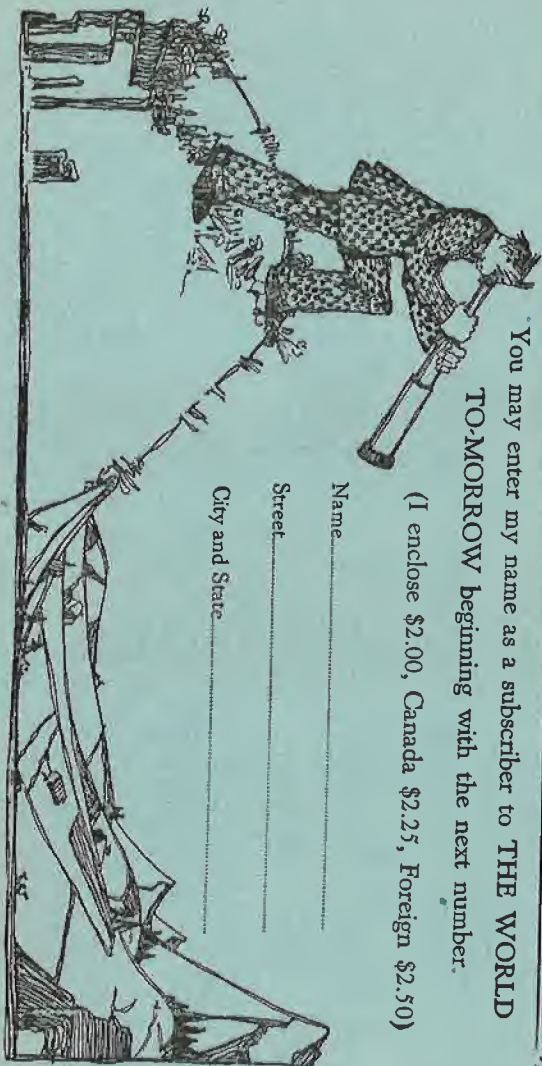 You may enter my name as a subscriber to THE WORLD
TO-MORROW beginning with the next number.
(I enclose $2.00, Canada $2.25, Foreign $2.50)
Name
Street
City and State